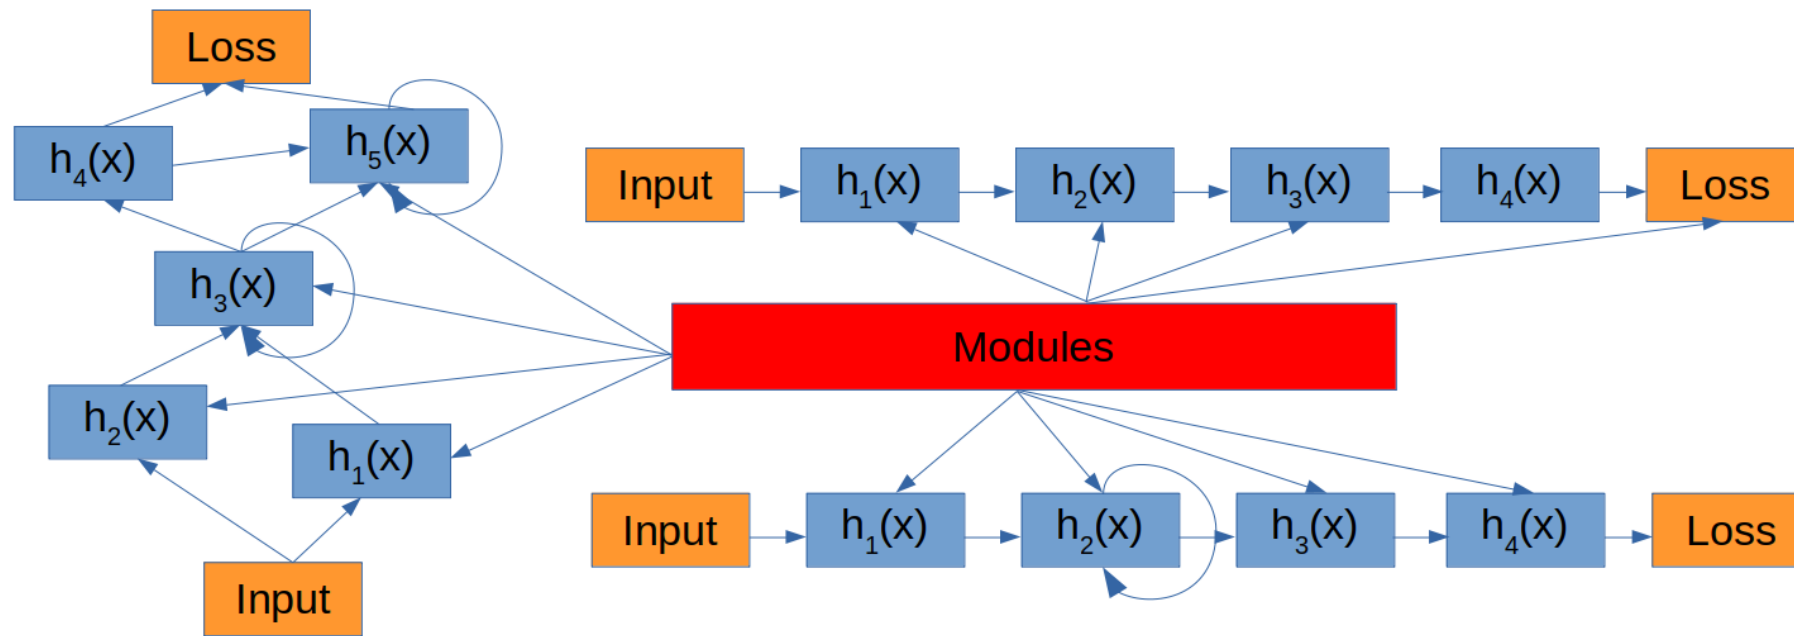 Loss
h₄(x)
h₅(x)
h₃(x)
h₂(x)
h₁(x)
Input
Input
h₁(x)
h₂(x)
h₃(x)
h₄(x)
Loss
Modules
Input
h₁(x)
h₂(x)
h₃(x)
h₄(x)
Loss